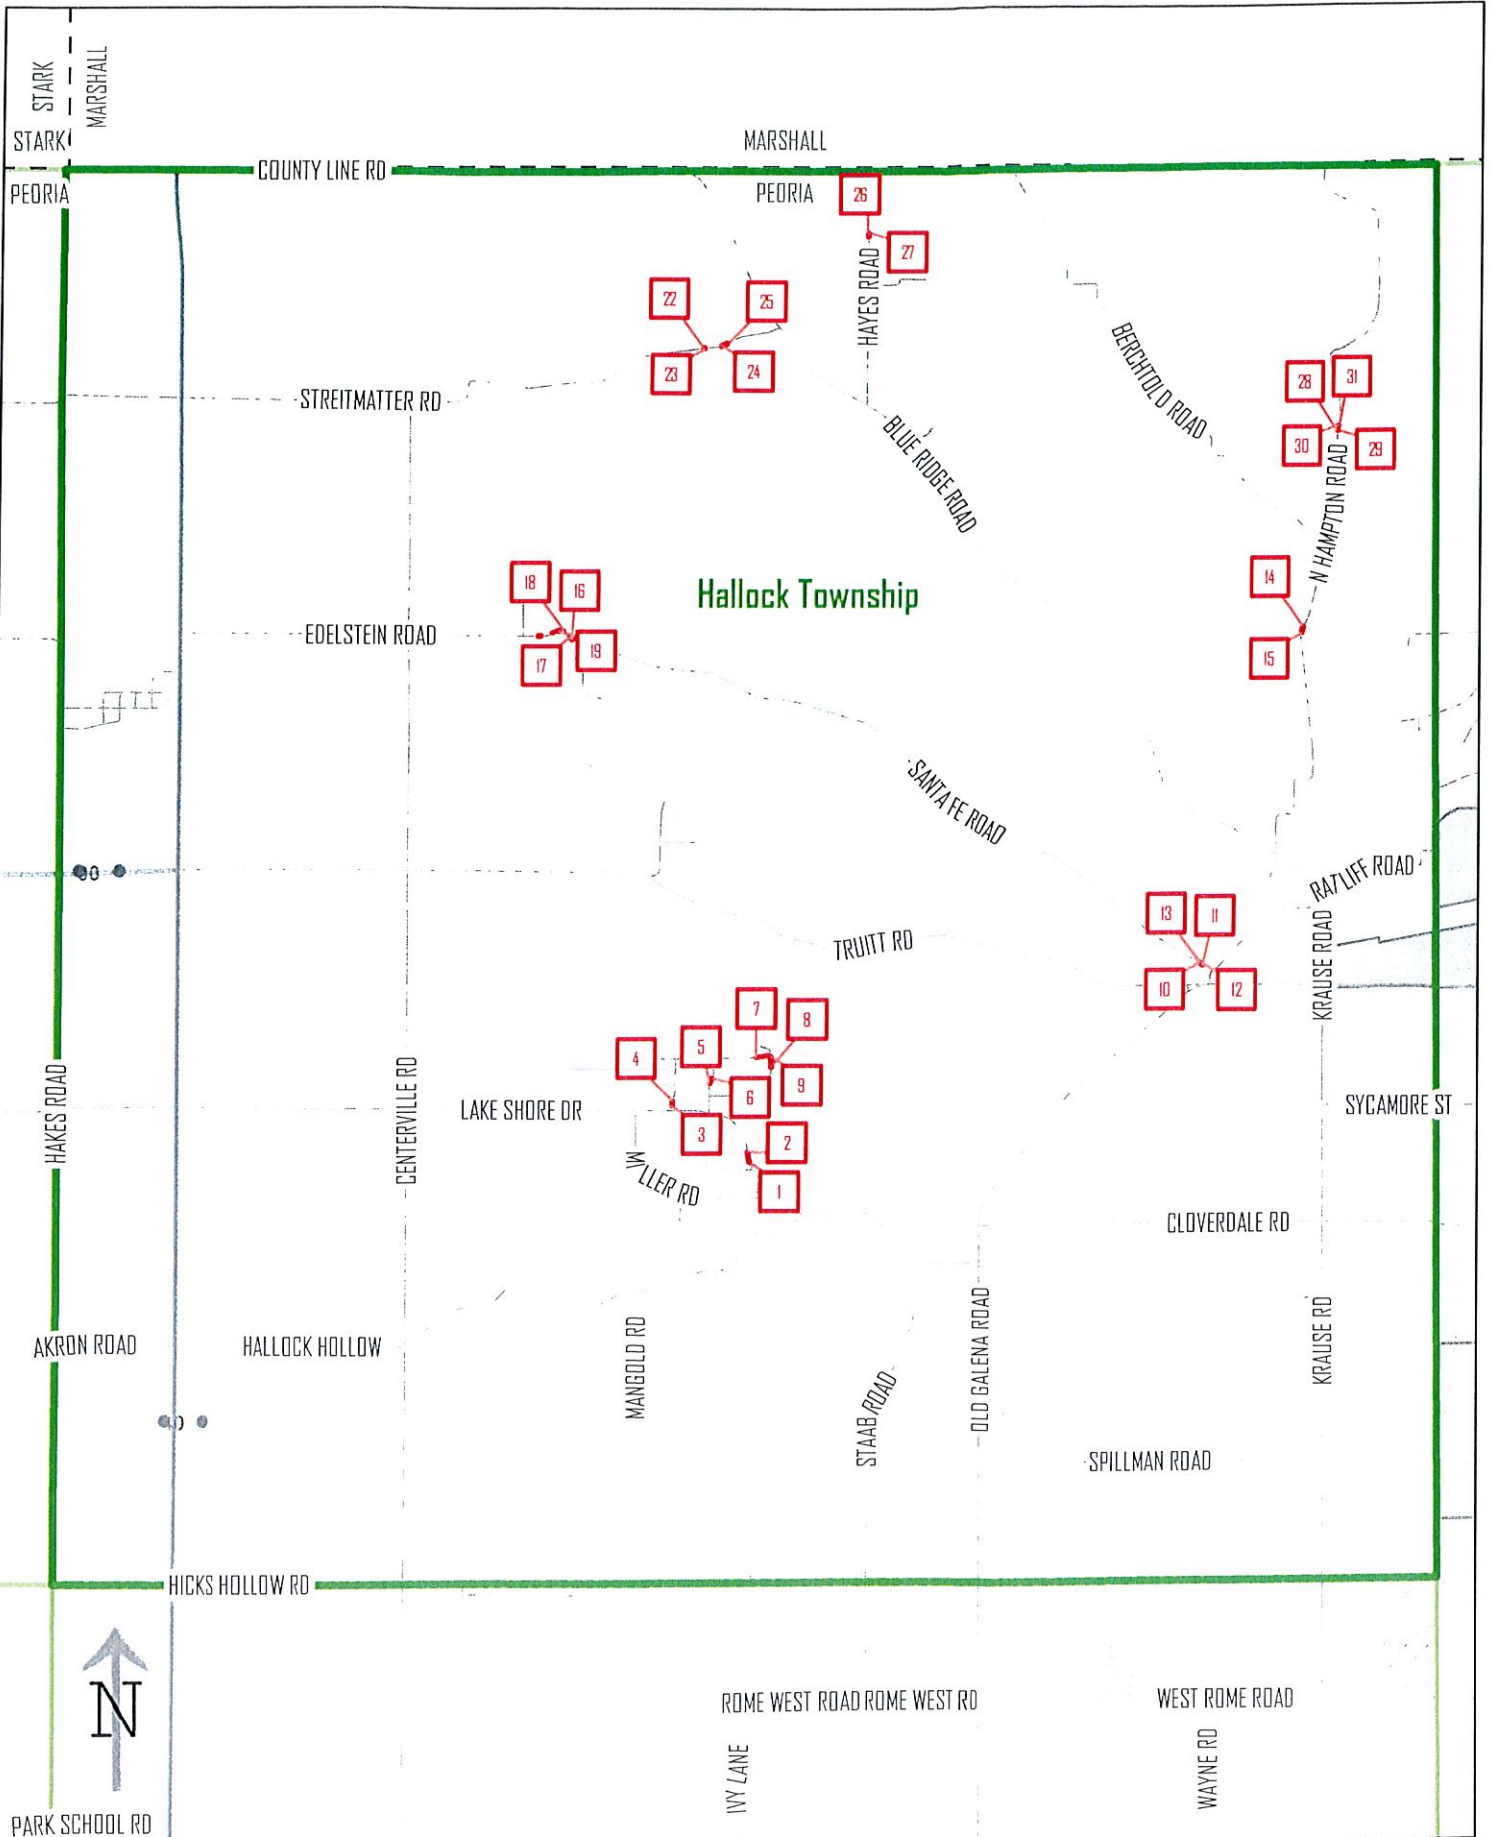 STARK
MARSHALL
STARK
MARSHALL
COUNTY LINE RD
PEORIA
PEORIA
26
27
HAYES ROAD
22
25
23
24
BERCHTOLD ROAD
STREITMATTER RD
28
31
30
29
BLUE RIDGE ROAD
N HAMPTON ROAD
18
16
Hallock Township
14
EDELSTEIN ROAD
17
19
15
SANTA FE ROAD
RATLIFF ROAD
13
11
TRUITT RD
KRAUSE ROAD
10
12
7
8
4
5
6
9
HAKES ROAD
CENTERVILLE RD
LAKE SHORE DR
SYCAMORE ST
3
2
MILLER RD
1
CLOVERDALE RD
AKRON ROAD
HALLOCK HOLLOW
MANGOLD RD
OLD GALENA ROAD
KRAUSE RD
STAAB ROAD
SPILLMAN ROAD
HICKS HOLLOW RD
N
ROME WEST ROAD ROME WEST RD
WEST ROME ROAD
IVY LANE
WAYNE RD
PARK SCHOOL RD